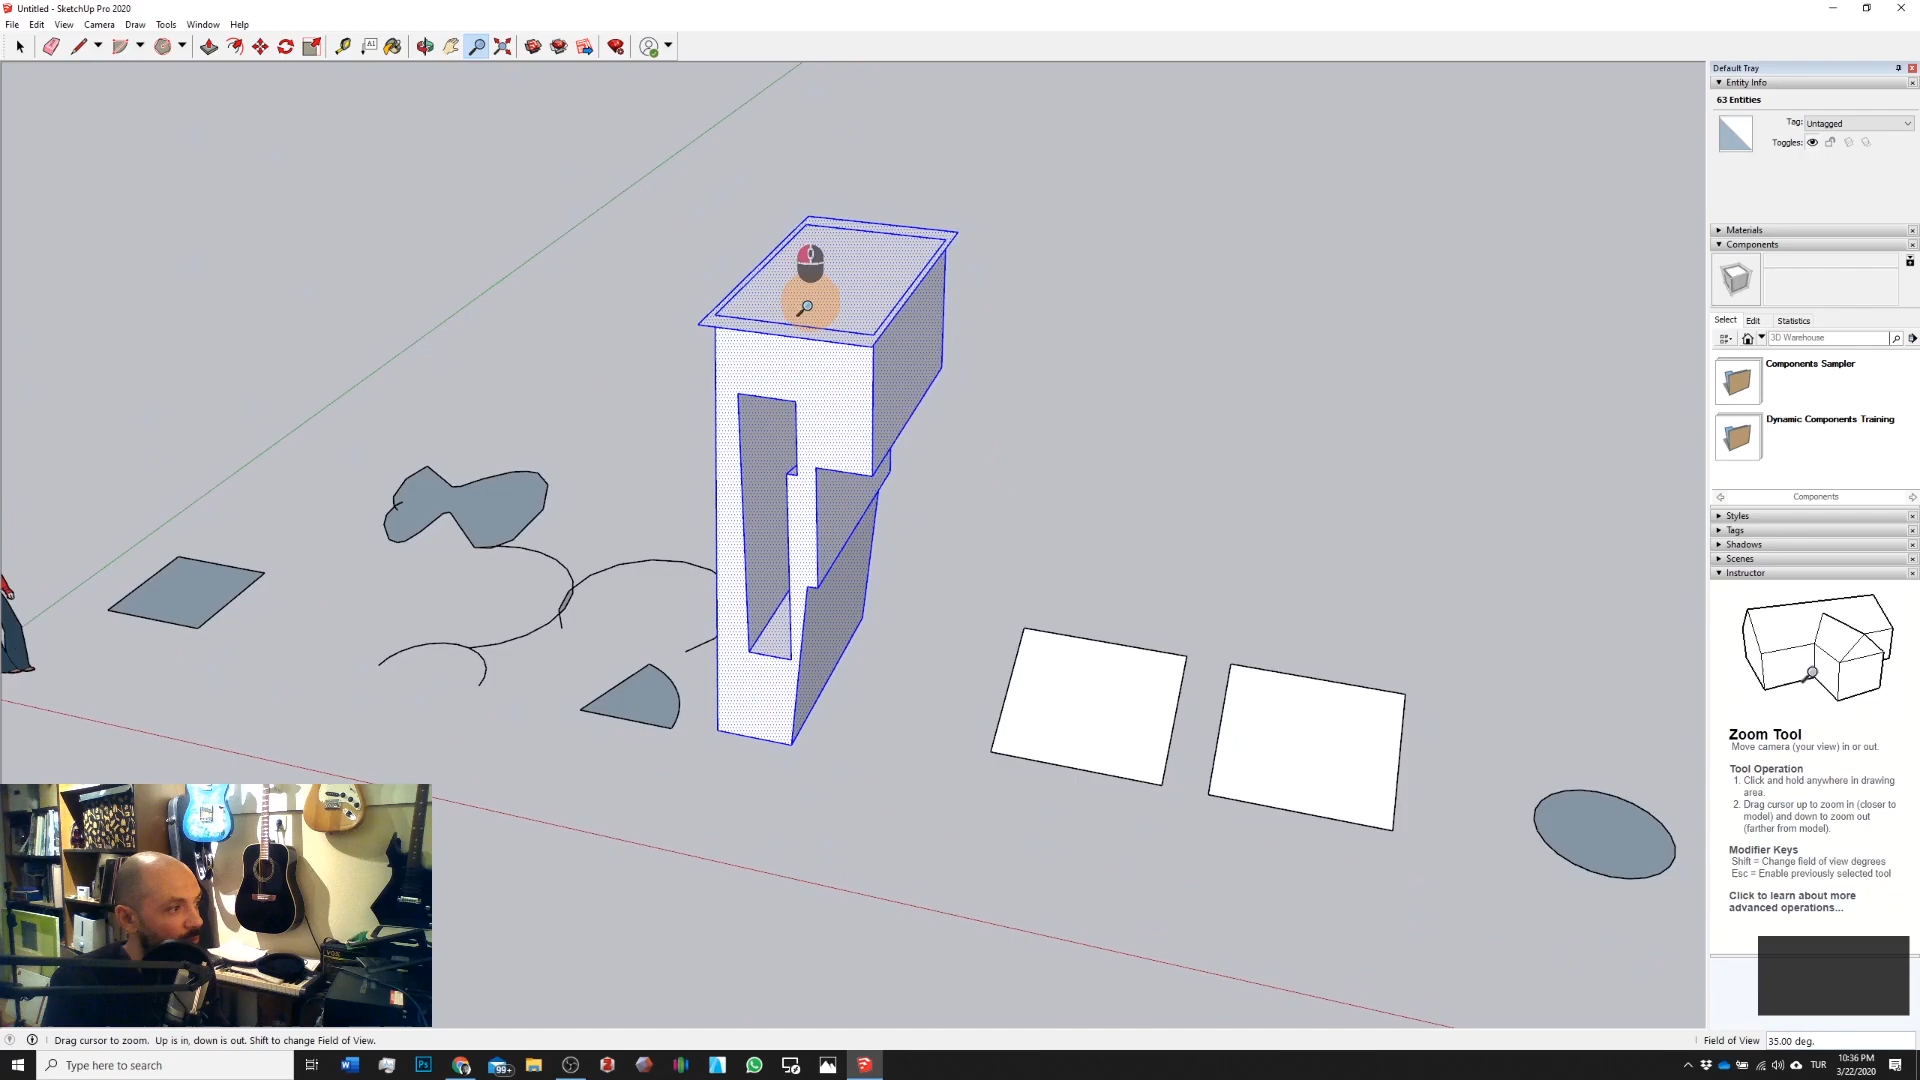 Untitled - SketchUp Pro 2020
File Edit View Camera Draw Tools Window Help
A1
Default Tray
Entity Info
63 Entities
Tag: Untagged
Toggles:
Materials
Components
Select Edit Statistics
3D Warehouse
Components Sampler
Dynamic Components Training
Components
Styles
Tags
Shadows
Scenes
Instructor
Zoom Tool
Move camera (your view) in or out.
Tool Operation
1. Click and hold anywhere in drawing
area.
2. Drag cursor up to zoom in (closer to
model) and down to zoom out
(farther from model).
Modifier Keys
Shift = Change field of view degrees
Esc = Enable previously selected tool
Click to learn about more
advanced operations...
Drag cursor to zoom. Up is in, down is out. Shift to change Field of View.
Field of View 35.00 deg.
Type here to search
99+
TUR
10:36 PM
3/22/2020